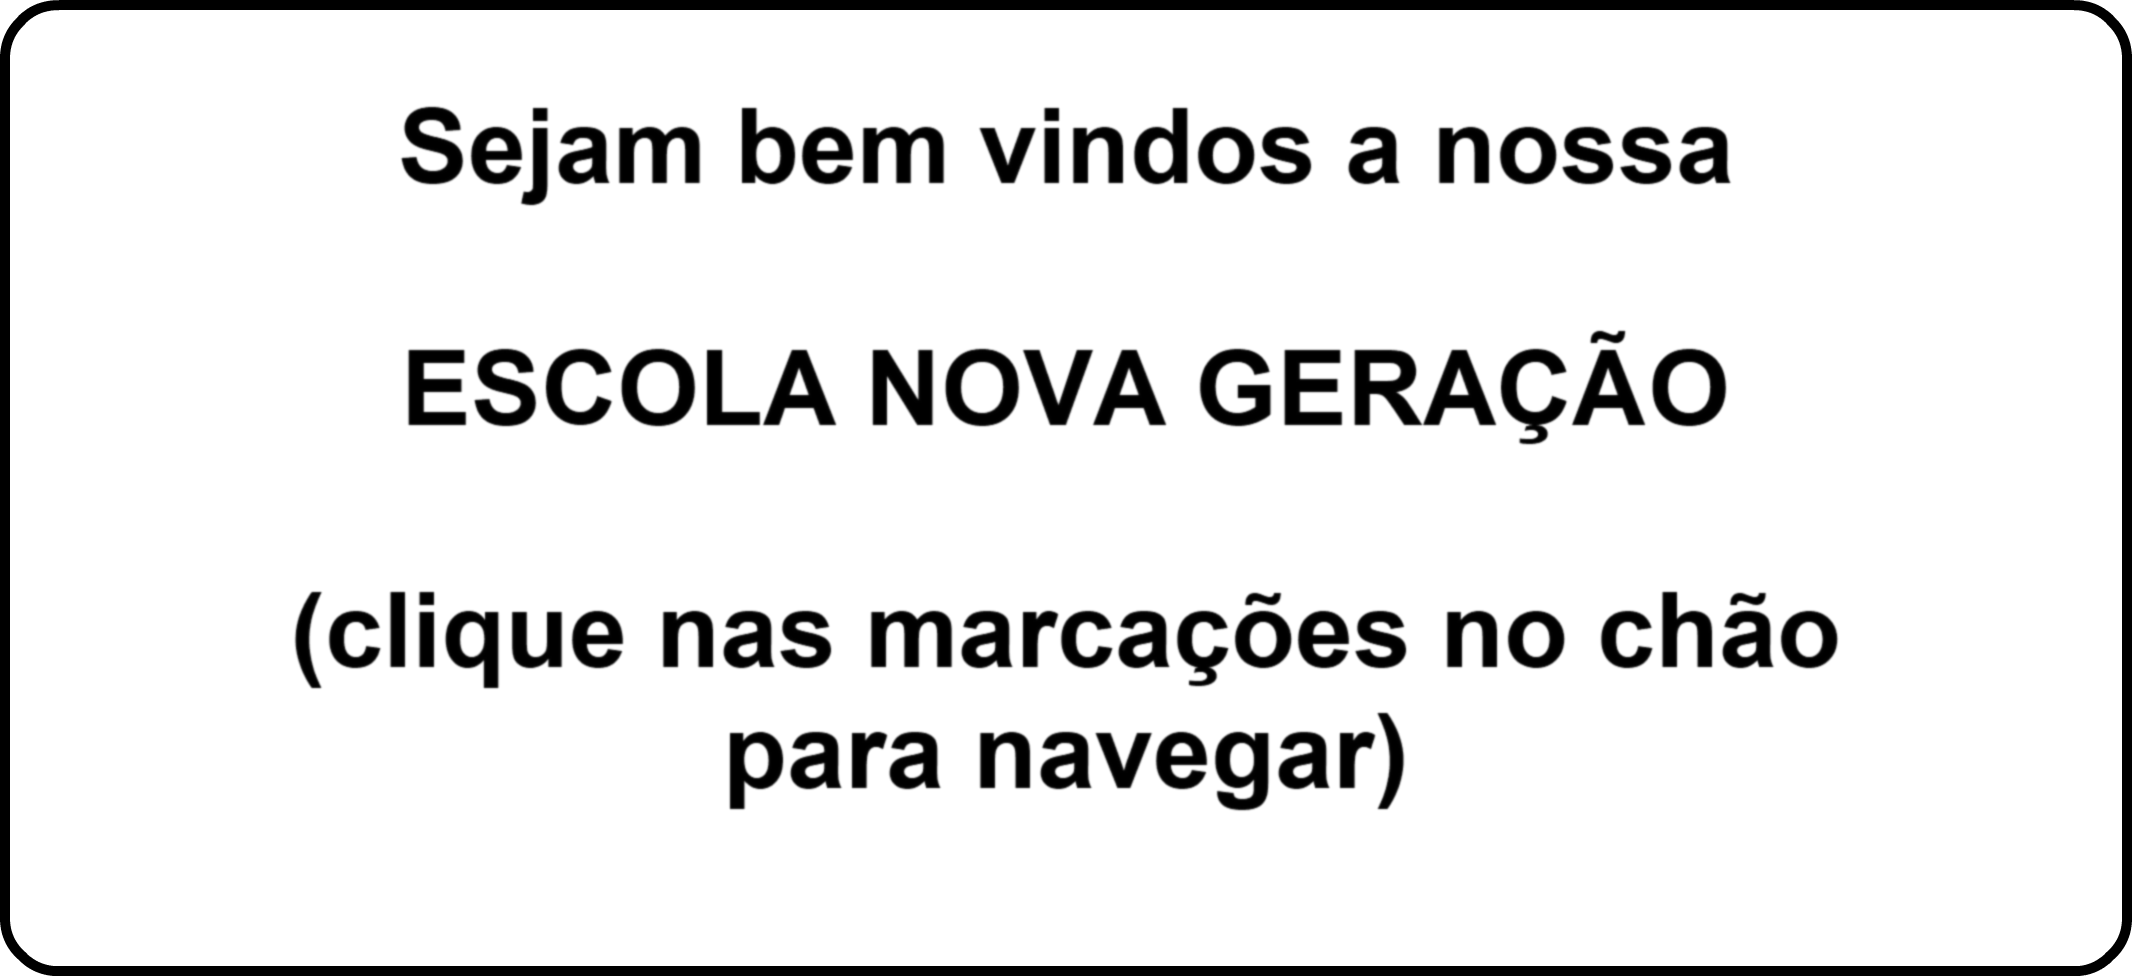 Sejam bem vindos a nossa
ESCOLA NOVA GERAÇÃO
(clique nas marcações no chão
para navegar)